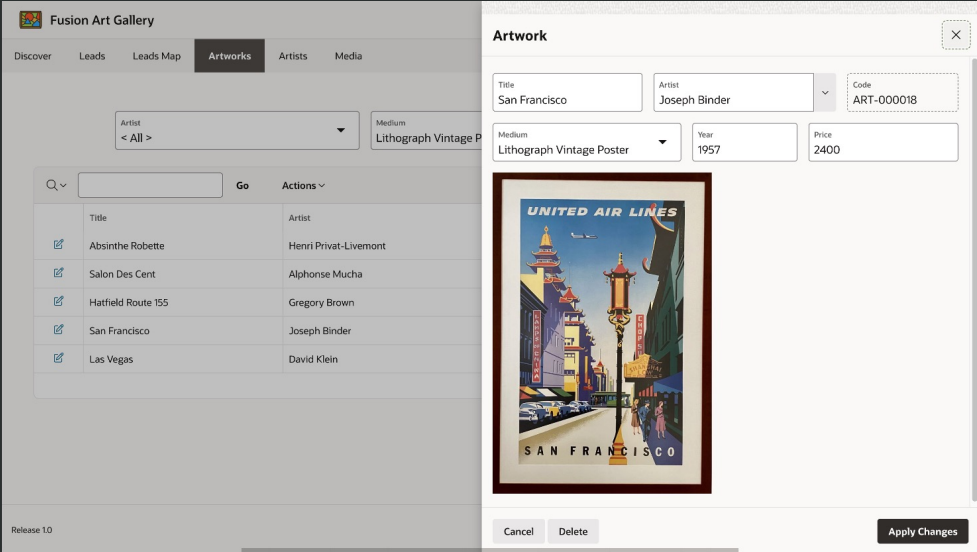 Fusion Art Gallery
Discover
Leads
Leads Map
Artworks
Artists
Media
Artist
< All >
Medium
Lithograph Vintage P
Go
Actions
Title
Artist
Absinthe Robette
Henri Privat-Livemont
Salon Des Cent
Alphonse Mucha
Hatfield Route 155
Gregory Brown
San Francisco
Joseph Binder
Las Vegas
David Klein
Release 1.0
Artwork
Title
San Francisco
Artist
Joseph Binder
Code
ART-000018
Medium
Lithograph Vintage Poster
Year
1957
Price
2400
UNITED AIR LINES
CHOP S
SAN FRANCISCO
Cancel
Delete
Apply Changes